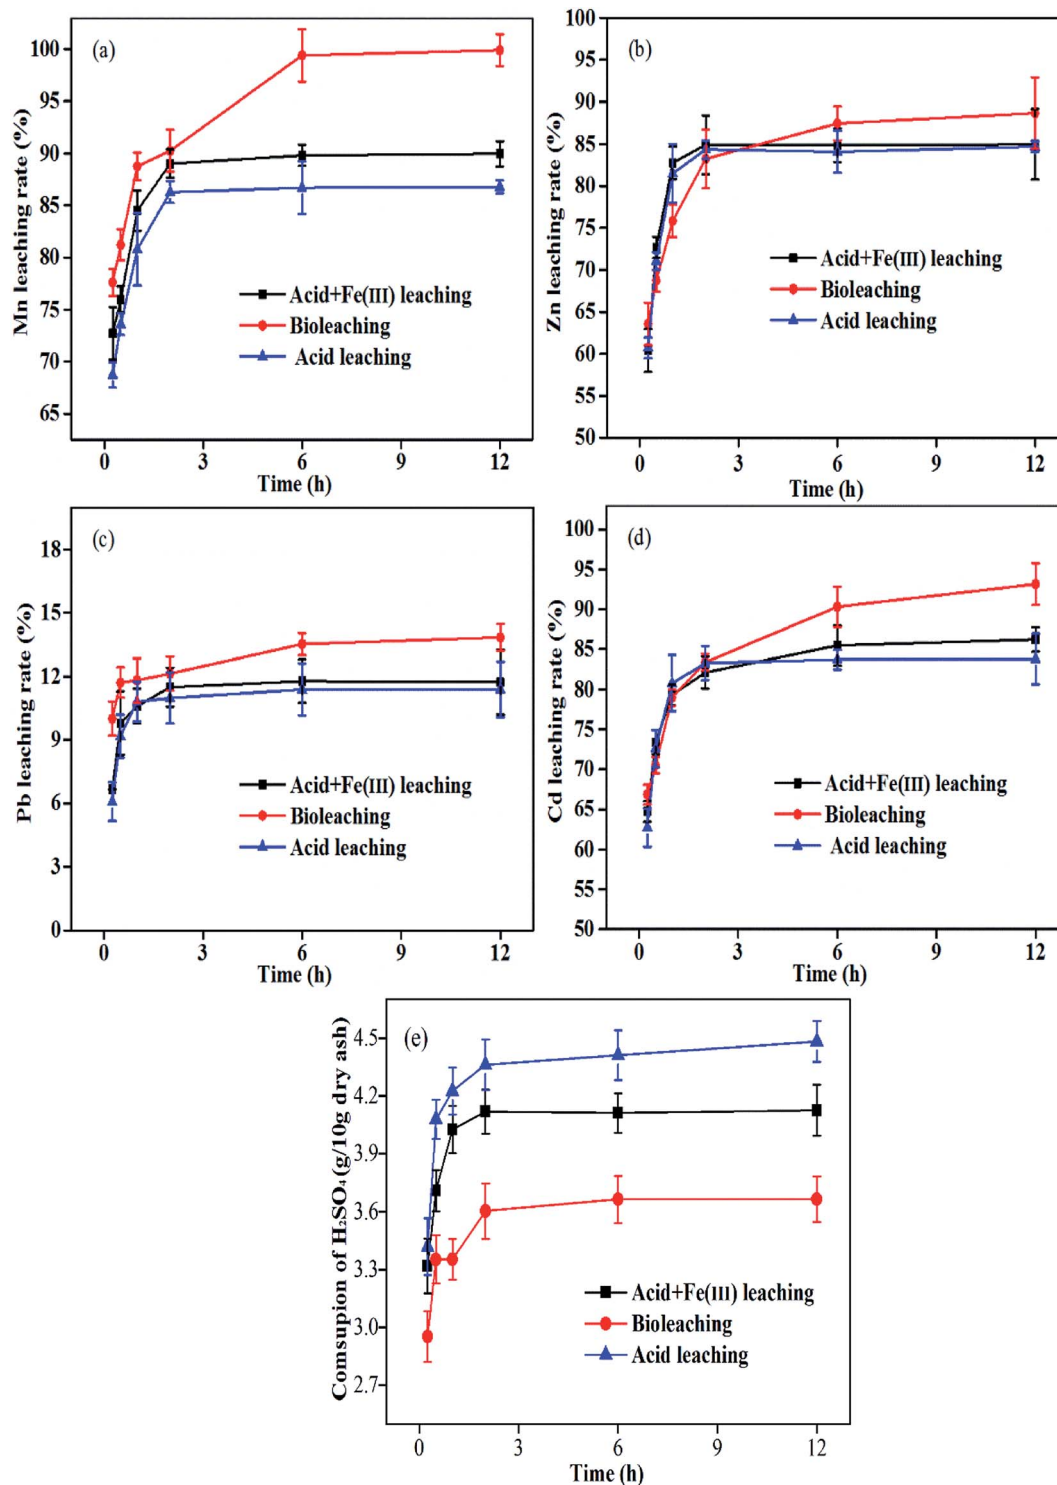 (a)
Mn leaching rate (%)
100
95
90
85
80
75
70
65
Acid+Fe(III) leaching
Bioleaching
Acid leaching
0 3 6 9 12
Time (h)
(b)
Zn leaching rate (%)
100
95
90
85
80
75
70
65
60
55
50
Acid+Fe(III) leaching
Bioleaching
Acid leaching
0 3 6 9 12
Time (h)
(c)
Pb leaching rate (%)
18
15
12
9
6
3
0
Acid+Fe(III) leaching
Bioleaching
Acid leaching
0 3 6 9 12
Time (h)
(d)
Cd leaching rate (%)
100
95
90
85
80
75
70
65
60
55
50
Acid+Fe(III) leaching
Bioleaching
Acid leaching
0 3 6 9 12
Time (h)
(e)
Comsupion of H₂SO₄(g/10g dry ash)
4.5
4.2
3.9
3.6
3.3
3.0
2.7
Acid+Fe(III) leaching
Bioleaching
Acid leaching
0 3 6 9 12
Time (h)